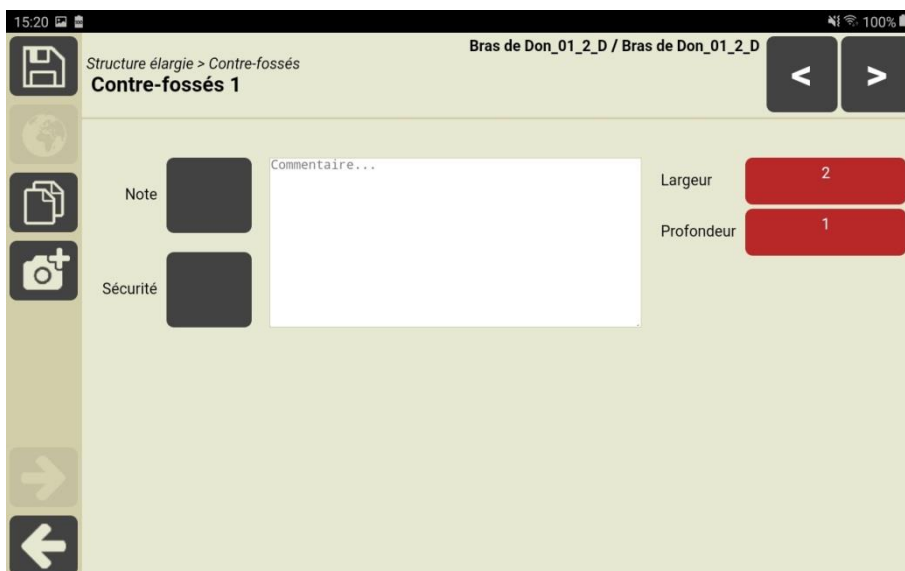 15:20 100%
Bras de Don_01_2_D / Bras de Don_01_2_D
Structure élargie > Contre-fossés
Contre-fossés 1
< >
Commentaire...
Note
Largeur 2
Profondeur 1
Sécurité